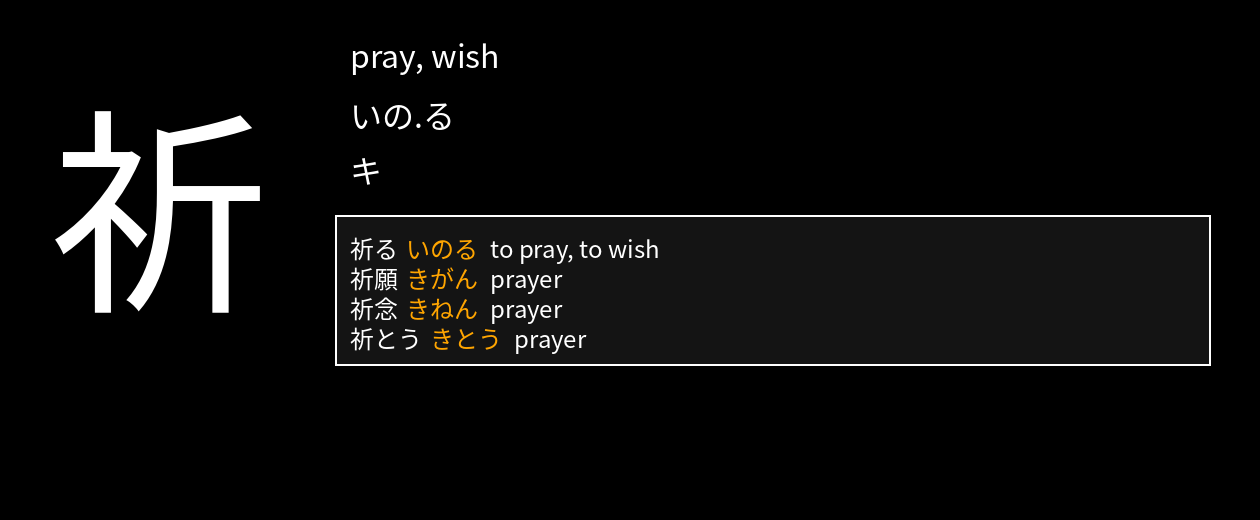 祈
pray, wish
いの.る
キ
祈る いのる to pray, to wish
祈願 きがん prayer
祈念 きねん prayer
祈とう きとう prayer